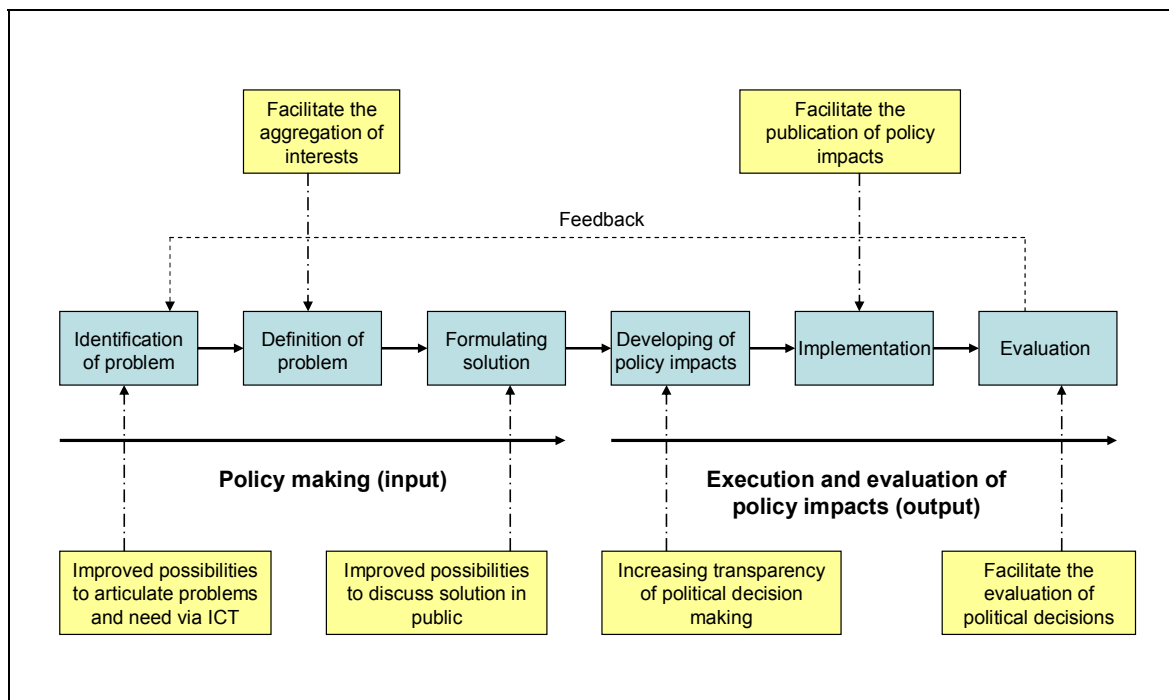 Facilitate the
aggregation of
interests
Facilitate the
publication of policy
impacts
Feedback
Identification
of problem
Definition of
problem
Formulating
solution
Developing of
policy impacts
Implementation
Evaluation
Policy making (input)
Execution and evaluation of
policy impacts (output)
Improved possibilities
to articulate problems
and need via ICT
Improved possibilities
to discuss solution in
public
Increasing transparency
of political decision
making
Facilitate the
evaluation of
political decisions